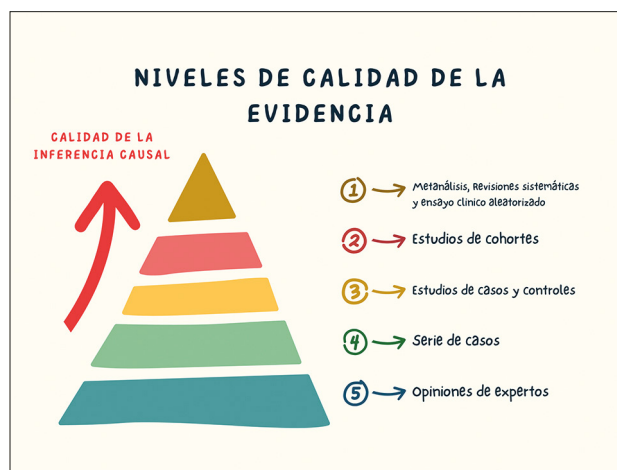 NIVELES DE CALIDAD DE LA
EVIDENCIA
CALIDAD DE LA
INFERENCIA CAUSAL
1 Metanálisis, Revisiones sistemáticas
y ensayo clínico aleatorizado
2 Estudios de cohortes
3 Estudios de casos y controles
4 Serie de casos
5 Opiniones de expertos